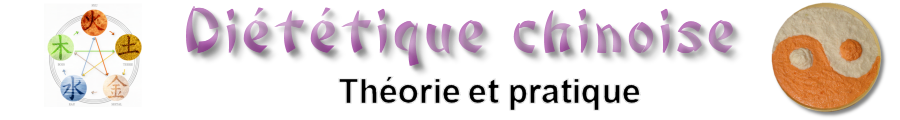 Diététique chinoise
Théorie et pratique
火
木
土
水
金